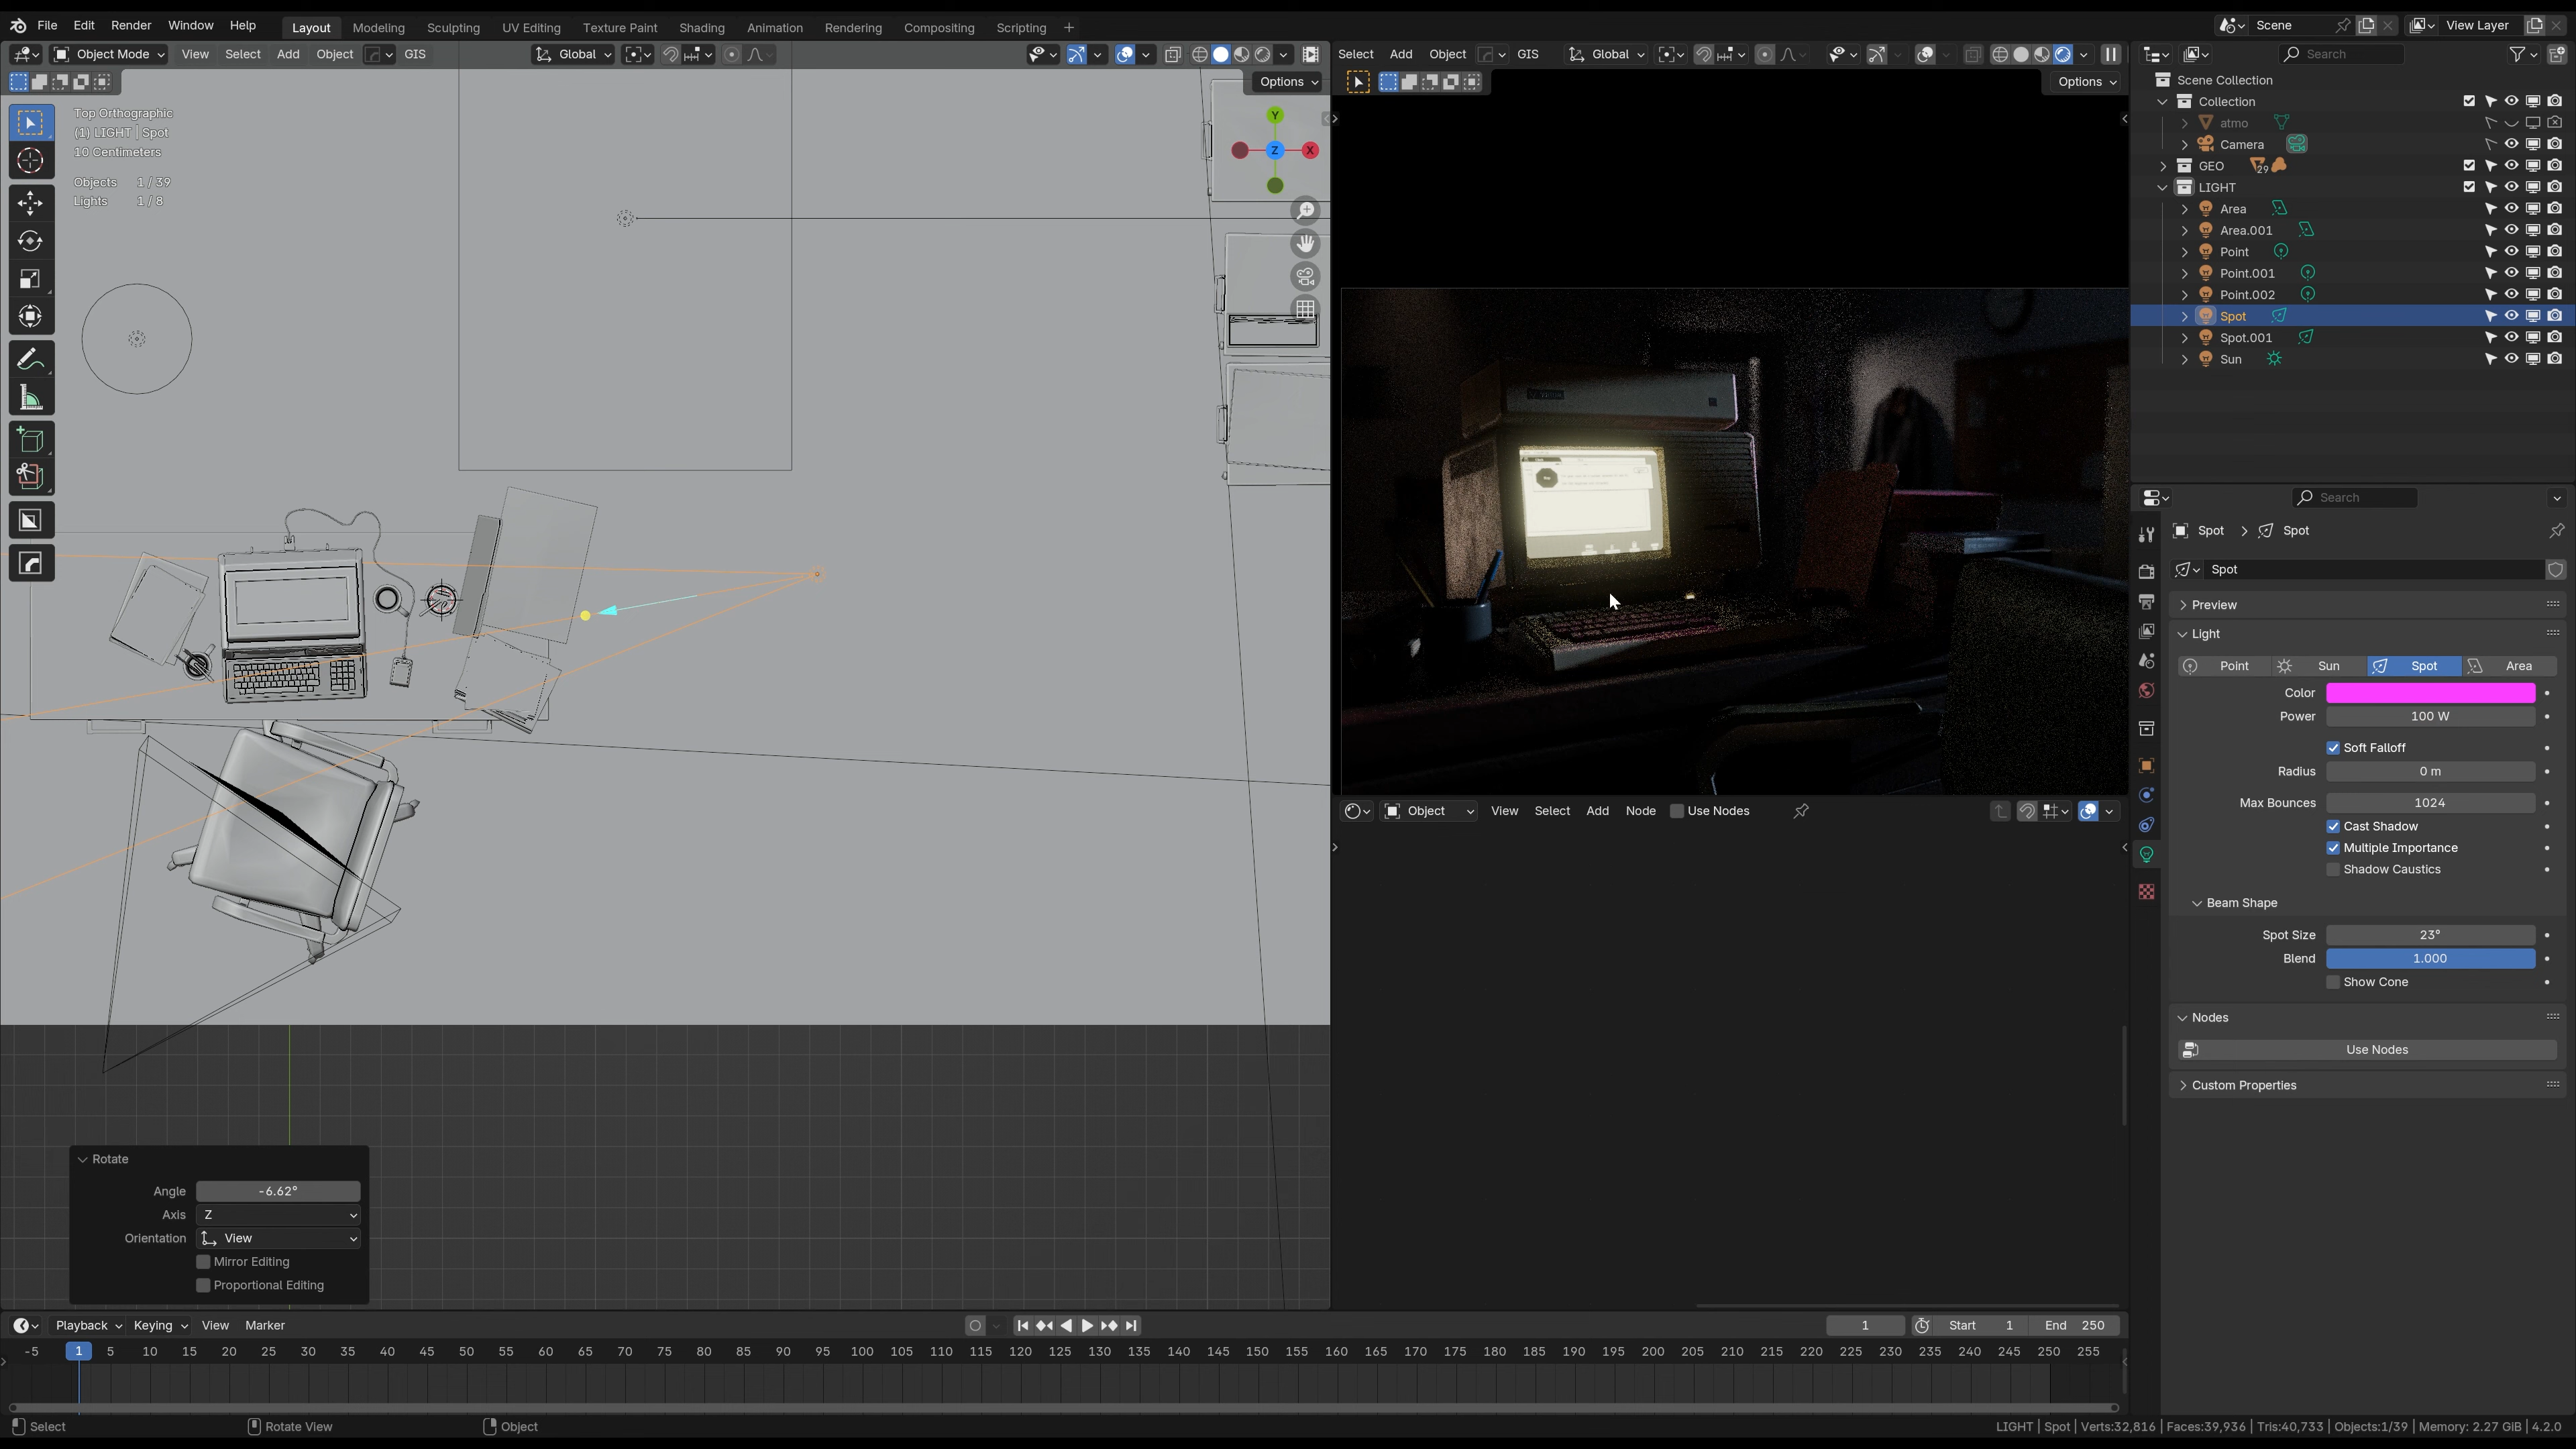 File Edit Render Window Help Layout Modeling Sculpting UV Editing Texture Paint Shading Animation Rendering Compositing Scripting + Scene View Layer
Object Mode View Select Add Object GIS Global
Options
Top Orthographic
(1) LIGHT | Spot
10 Centimeters
Objects 1 / 39
Lights 1 / 8
Y
Z X
Rotate
Angle -6.62°
Axis Z
Orientation View
Mirror Editing
Proportional Editing
Select Add Object GIS Global
Options
Object View Select Add Node Use Nodes
Search
Scene Collection
Collection
atmo
Camera
GEO 29
LIGHT
Area
Area.001
Point
Point.001
Point.002
Spot
Spot.001
Sun
Search
Spot > Spot
Spot
Preview
Light
Point Sun Spot Area
Color
Power 100 W
Soft Falloff
Radius 0 m
Max Bounces 1024
Cast Shadow
Multiple Importance
Shadow Caustics
Beam Shape
Spot Size 23°
Blend 1.000
Show Cone
Nodes
Use Nodes
Custom Properties
Playback Keying View Marker 1 Start 1 End 250
-5 1 5 10 15 20 25 30 35 40 45 50 55 60 65 70 75 80 85 90 95 100 105 110 115 120 125 130 135 140 145 150 155 160 165 170 175 180 185 190 195 200 205 210 215 220 225 230 235 240 245 250 255
Select Rotate View Object LIGHT | Spot | Verts:32,816 | Faces:39,936 | Tris:40,733 | Objects:1/39 | Memory: 2.27 GiB | 4.2.0